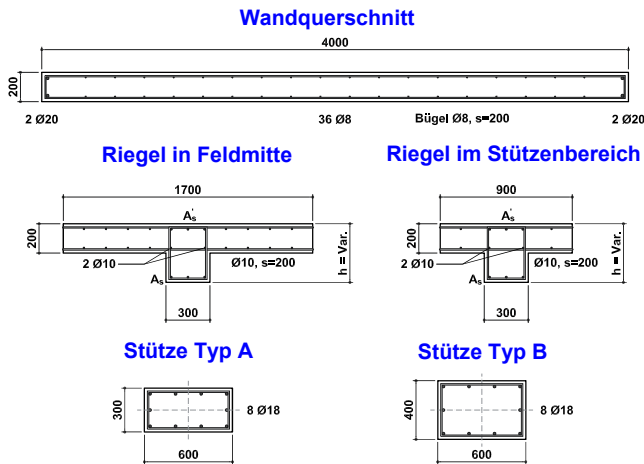 Wandquerschnitt
4000
200
2 Ø20 36 Ø8 Bügel Ø8, s=200 2 Ø20
Riegel in Feldmitte
1700
A's
200
h = Var.
2 Ø10 Ø10, s=200
As
300
Riegel im Stützenbereich
900
A's
200
h = Var.
2 Ø10 Ø10, s=200
As
300
Stütze Typ A
300
8 Ø18
600
Stütze Typ B
400
8 Ø18
600